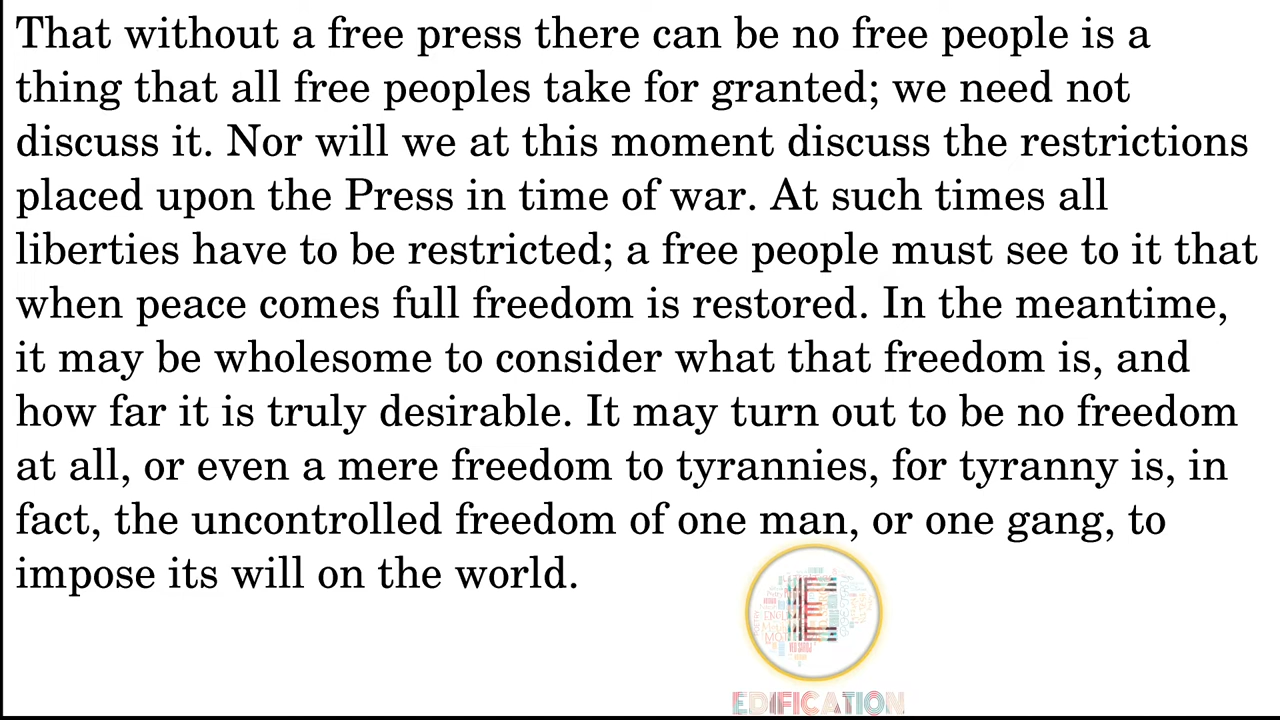 That without a free press there can be no free people is a
thing that all free peoples take for granted; we need not
discuss it. Nor will we at this moment discuss the restrictions
placed upon the Press in time of war. At such times all
liberties have to be restricted; a free people must see to it that
when peace comes full freedom is restored. In the meantime,
it may be wholesome to consider what that freedom is, and
how far it is truly desirable. It may turn out to be no freedom
at all, or even a mere freedom to tyrannies, for tyranny is, in
fact, the uncontrolled freedom of one man, or one gang, to
impose its will on the world.
EDIFICATION